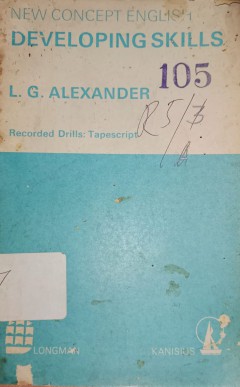 NEW CONCEPT ENGLISH
DEVELOPING SKILLS
105
L. G. ALEXANDER
Recorded Drills: Tapescript
LONGMAN
KANISIUS